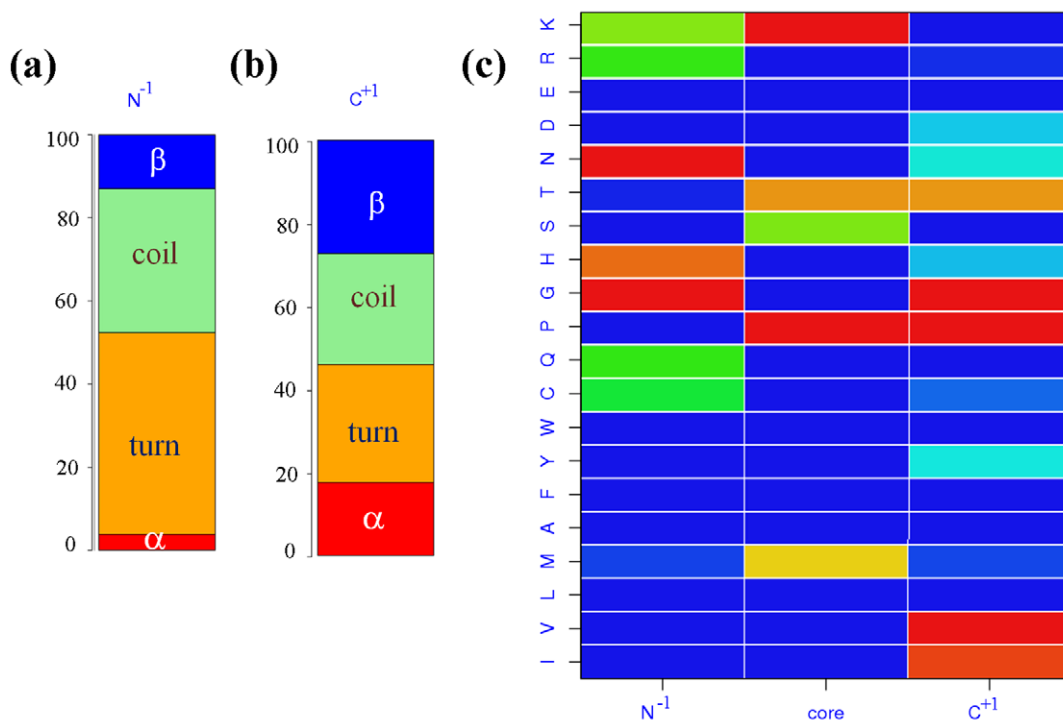 (a)
N-1
100
80
60
40
20
0
β
coil
turn
α
(b)
C+1
100
80
60
40
20
0
β
coil
turn
α
(c)
K
R
E
D
N
T
S
H
G
P
Q
C
W
Y
F
A
M
L
V
I
N-1 core C+1